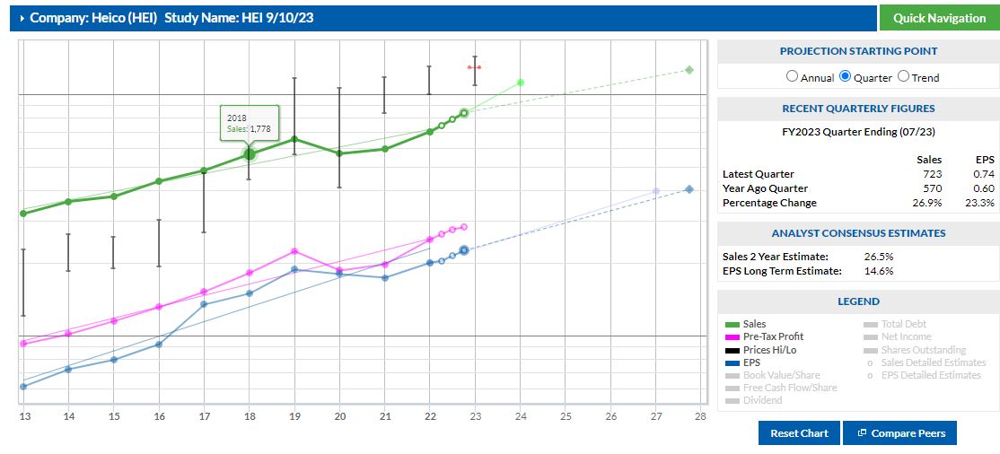 Company: Heico (HEI) Study Name: HEI 9/10/23
Quick Navigation
2018
Sales: 1,778
13 14 15 16 17 18 19 20 21 22 23 24 25 26 27 28
PROJECTION STARTING POINT
Annual Quarter Trend
RECENT QUARTERLY FIGURES
FY2023 Quarter Ending (07/23)
Sales EPS
Latest Quarter 723 0.74
Year Ago Quarter 570 0.60
Percentage Change 26.9% 23.3%
ANALYST CONSENSUS ESTIMATES
Sales 2 Year Estimate: 26.5%
EPS Long Term Estimate: 14.6%
LEGEND
Sales Total Debt
Pre-Tax Profit Net Income
Prices Hi/Lo Shares Outstanding
EPS Sales Detailed Estimates
Book Value/Share EPS Detailed Estimates
Free Cash Flow/Share
Dividend
Reset Chart Compare Peers